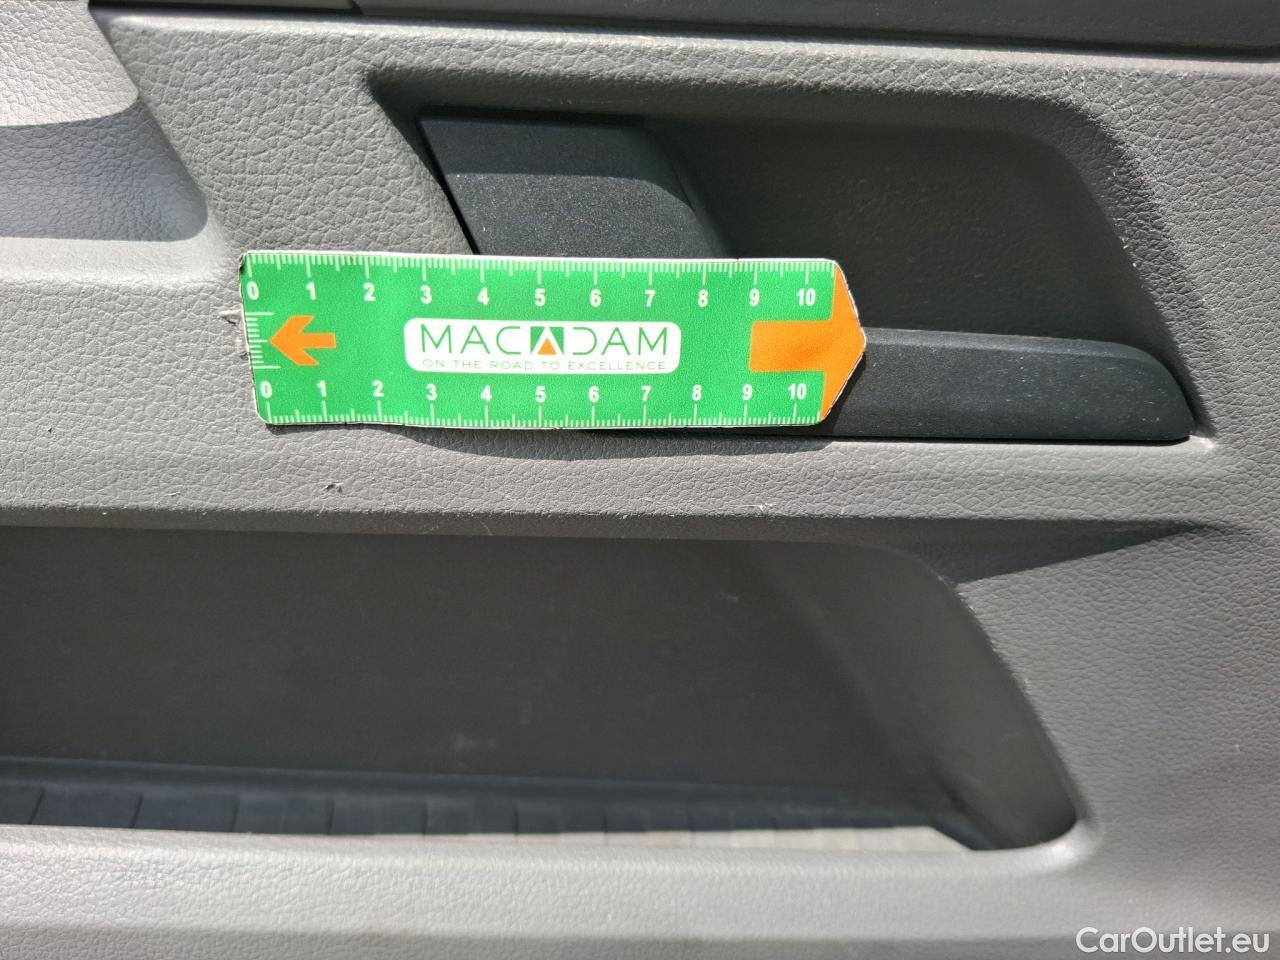 0 1 2 3 4 5 6 7 8 9 10
MACADAM
ON THE ROAD TO EXCELLENCE
0 1 2 3 4 5 6 7 8 9 10
CarOutlet.eu